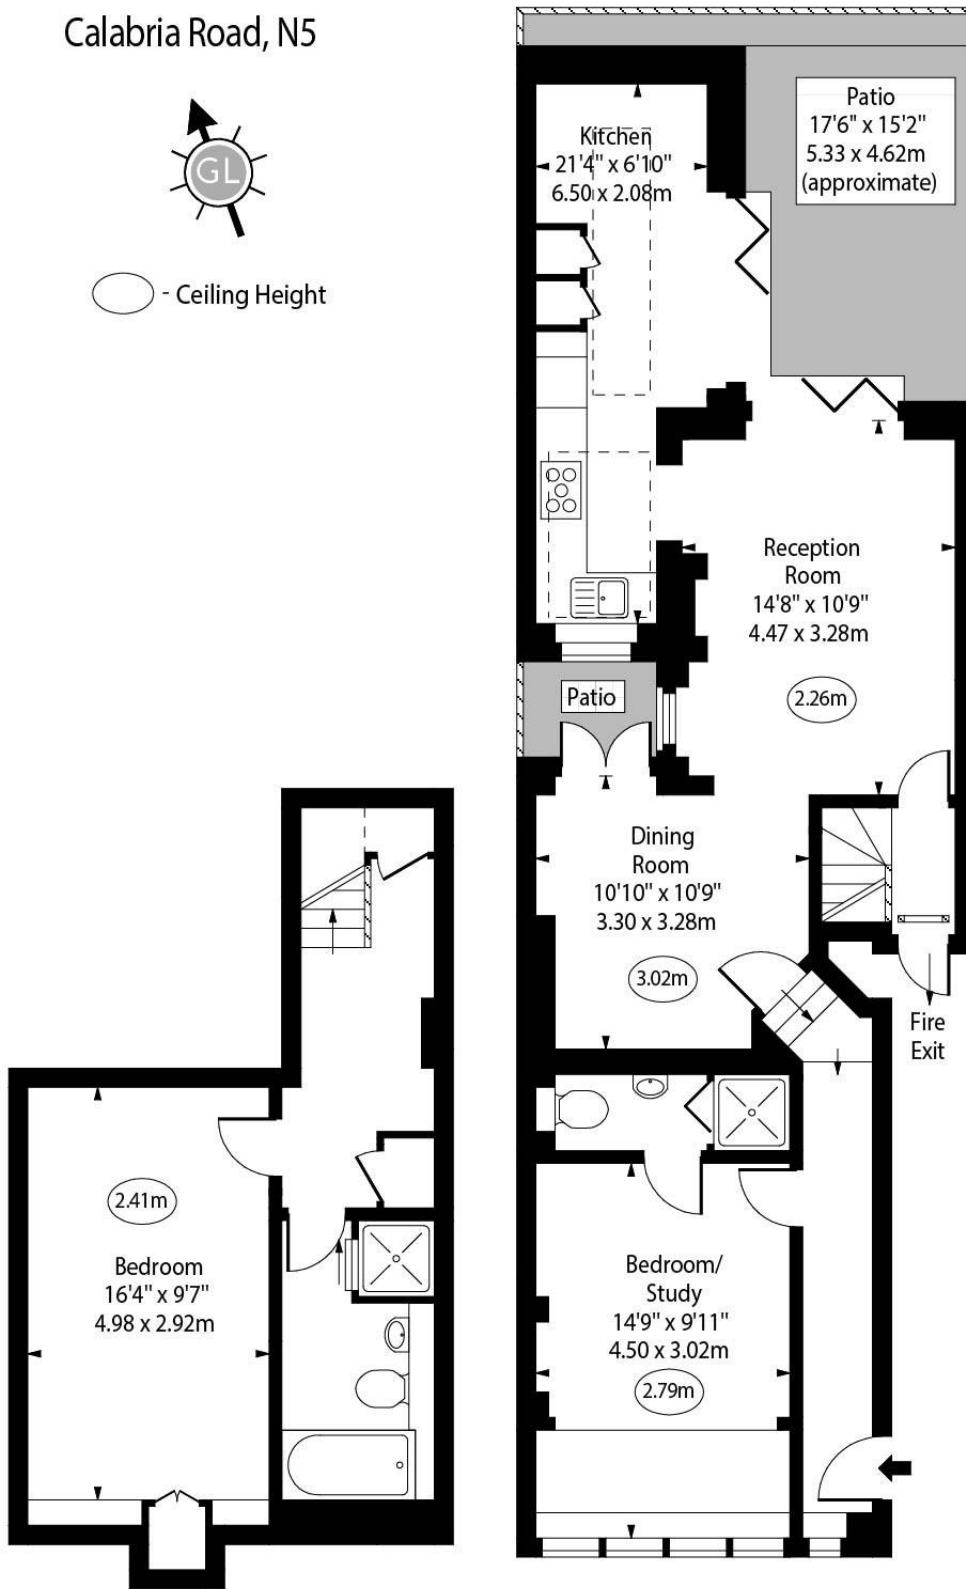 Calabria Road, N5
GL
- Ceiling Height
Patio
17'6" x 15'2"
5.33 x 4.62m
(approximate)
Kitchen
21'4" x 6'10"
6.50 x 2.08m
Reception
Room
14'8" x 10'9"
4.47 x 3.28m
2.26m
Patio
Dining
Room
10'10" x 10'9"
3.30 x 3.28m
3.02m
Fire
Exit
2.41m
Bedroom
16'4" x 9'7"
4.98 x 2.92m
Bedroom/
Study
14'9" x 9'11"
4.50 x 3.02m
2.79m